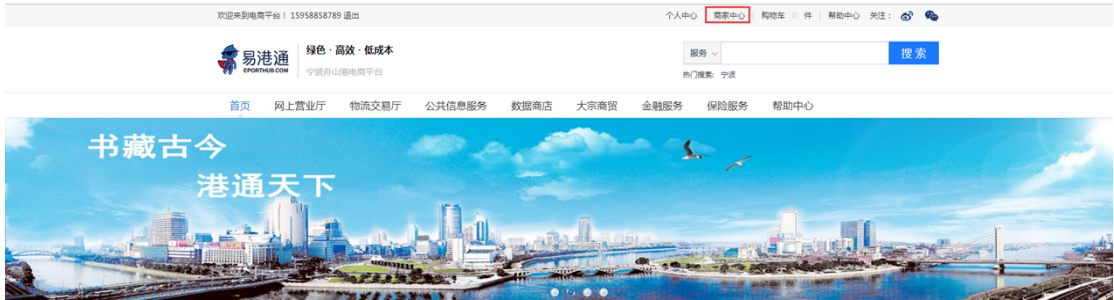 欢迎来到电商平台！15958858789 退出
个人中心 商家中心 购物车 0 件 帮助中心 关注：
易港通
EPORTHUB.COM
绿色 · 高效 · 低成本
宁波舟山港电商平台
服务
搜索
热门搜索: 宁波
首页 网上营业厅 物流交易厅 公共信息服务 数据商店 大宗商贸 金融服务 保险服务 帮助中心
书藏古今
港通天下